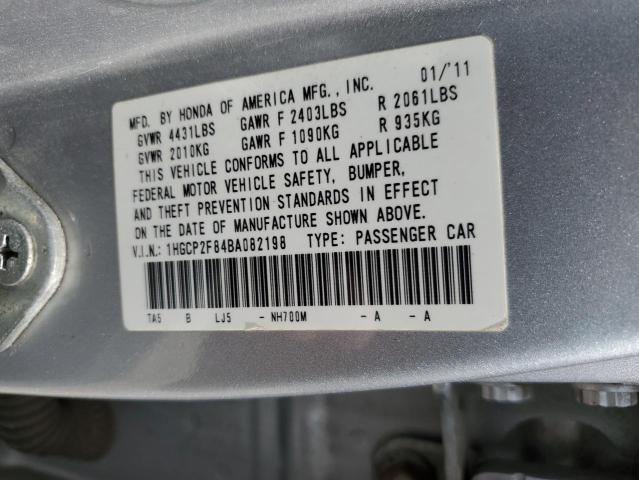 MFD. BY HONDA OF AMERICA MFG., INC. 01/'11
GVWR 4431LBS GAWR F 2403LBS R 2061LBS
GVWR 2010KG GAWR F 1090KG R 935KG
THIS VEHICLE CONFORMS TO ALL APPLICABLE
FEDERAL MOTOR VEHICLE SAFETY, BUMPER,
AND THEFT PREVENTION STANDARDS IN EFFECT
ON THE DATE OF MANUFACTURE SHOWN ABOVE.
V.I.N.: 1HGCP2F84BA082198 TYPE: PASSENGER CAR
TA5 B LJ5 - NH700M - A - A